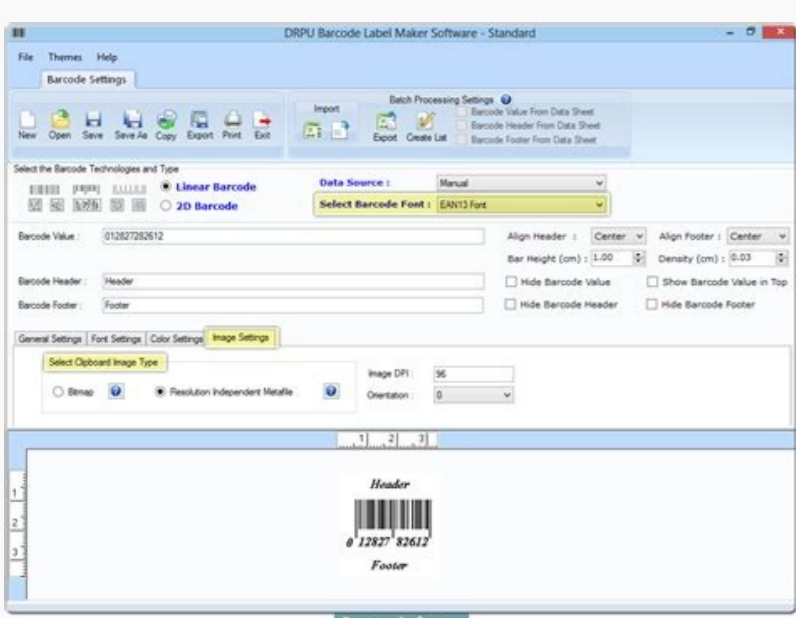 DRPU Barcode Label Maker Software - Standard
File Themes Help
Barcode Settings
Import
Batch Processing Settings
Barcode Value From Data Sheet
Barcode Header From Data Sheet
Barcode Footer From Data Sheet
New Open Save Save As Copy Export Print Exit
Export Create List
Select the Barcode Technologies and Type
Linear Barcode
2D Barcode
Data Source : Manual
Select Barcode Font : EAN13 Font
Barcode Value : 012827282612
Align Header : Center Align Footer : Center
Bar Height (cm) : 1.00 Density (cm) : 0.03
Barcode Header : Header
Hide Barcode Value Show Barcode Value in Top
Barcode Footer : Footer
Hide Barcode Header Hide Barcode Footer
General Settings Font Settings Color Settings Image Settings
Select Clipboard Image Type
Bitmap Resolution Independent Metafile
Image DPI : 96
Orientation : 0
1 2 3
1
2
3
Header
0 12827 82612
Footer